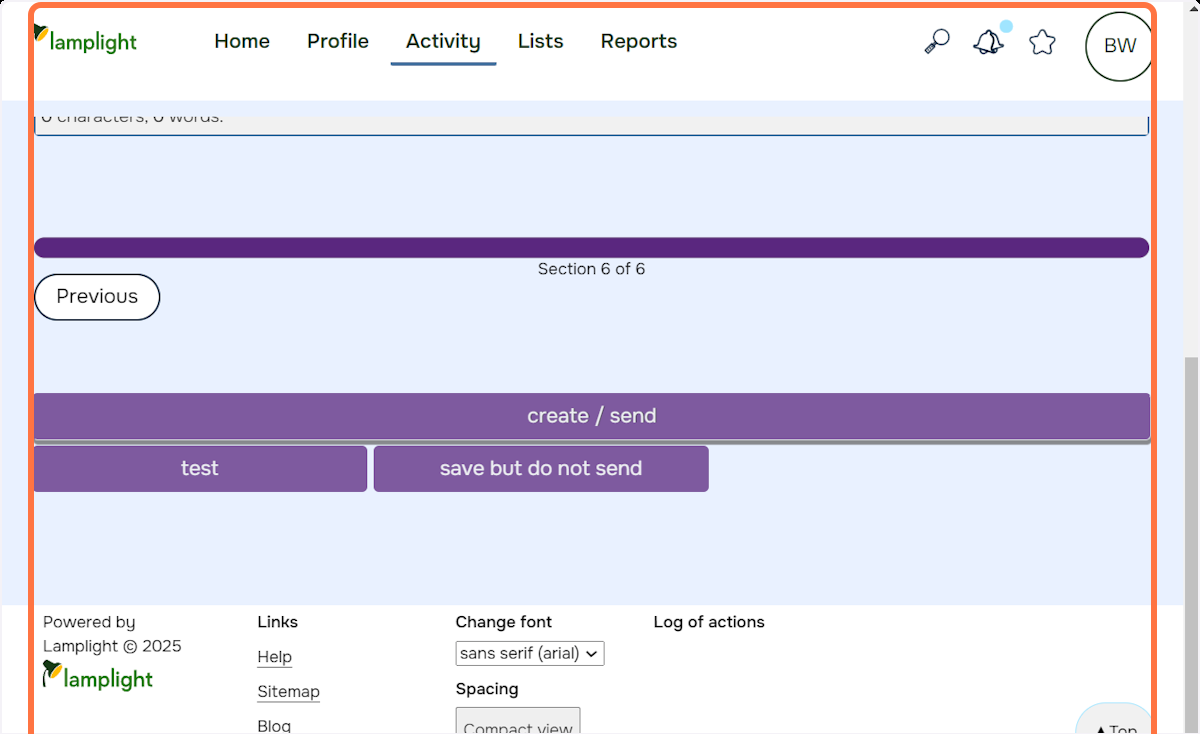 lamplight
Home Profile Activity Lists Reports BW
0 characters, 0 words.
Section 6 of 6
Previous
create / send
test save but do not send
Powered by Links Change font Log of actions
Lamplight © 2025
sans serif (arial)
Help
lamplight
Sitemap Spacing
Blog Compact view
▲ Top